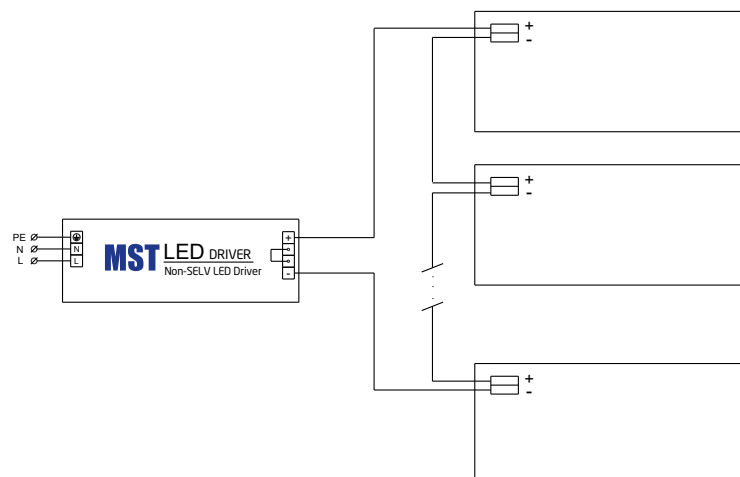 +
-
+
-
PE
N
L
N
L
MST LED DRIVER
Non-SELV LED Driver
+
-
+
-